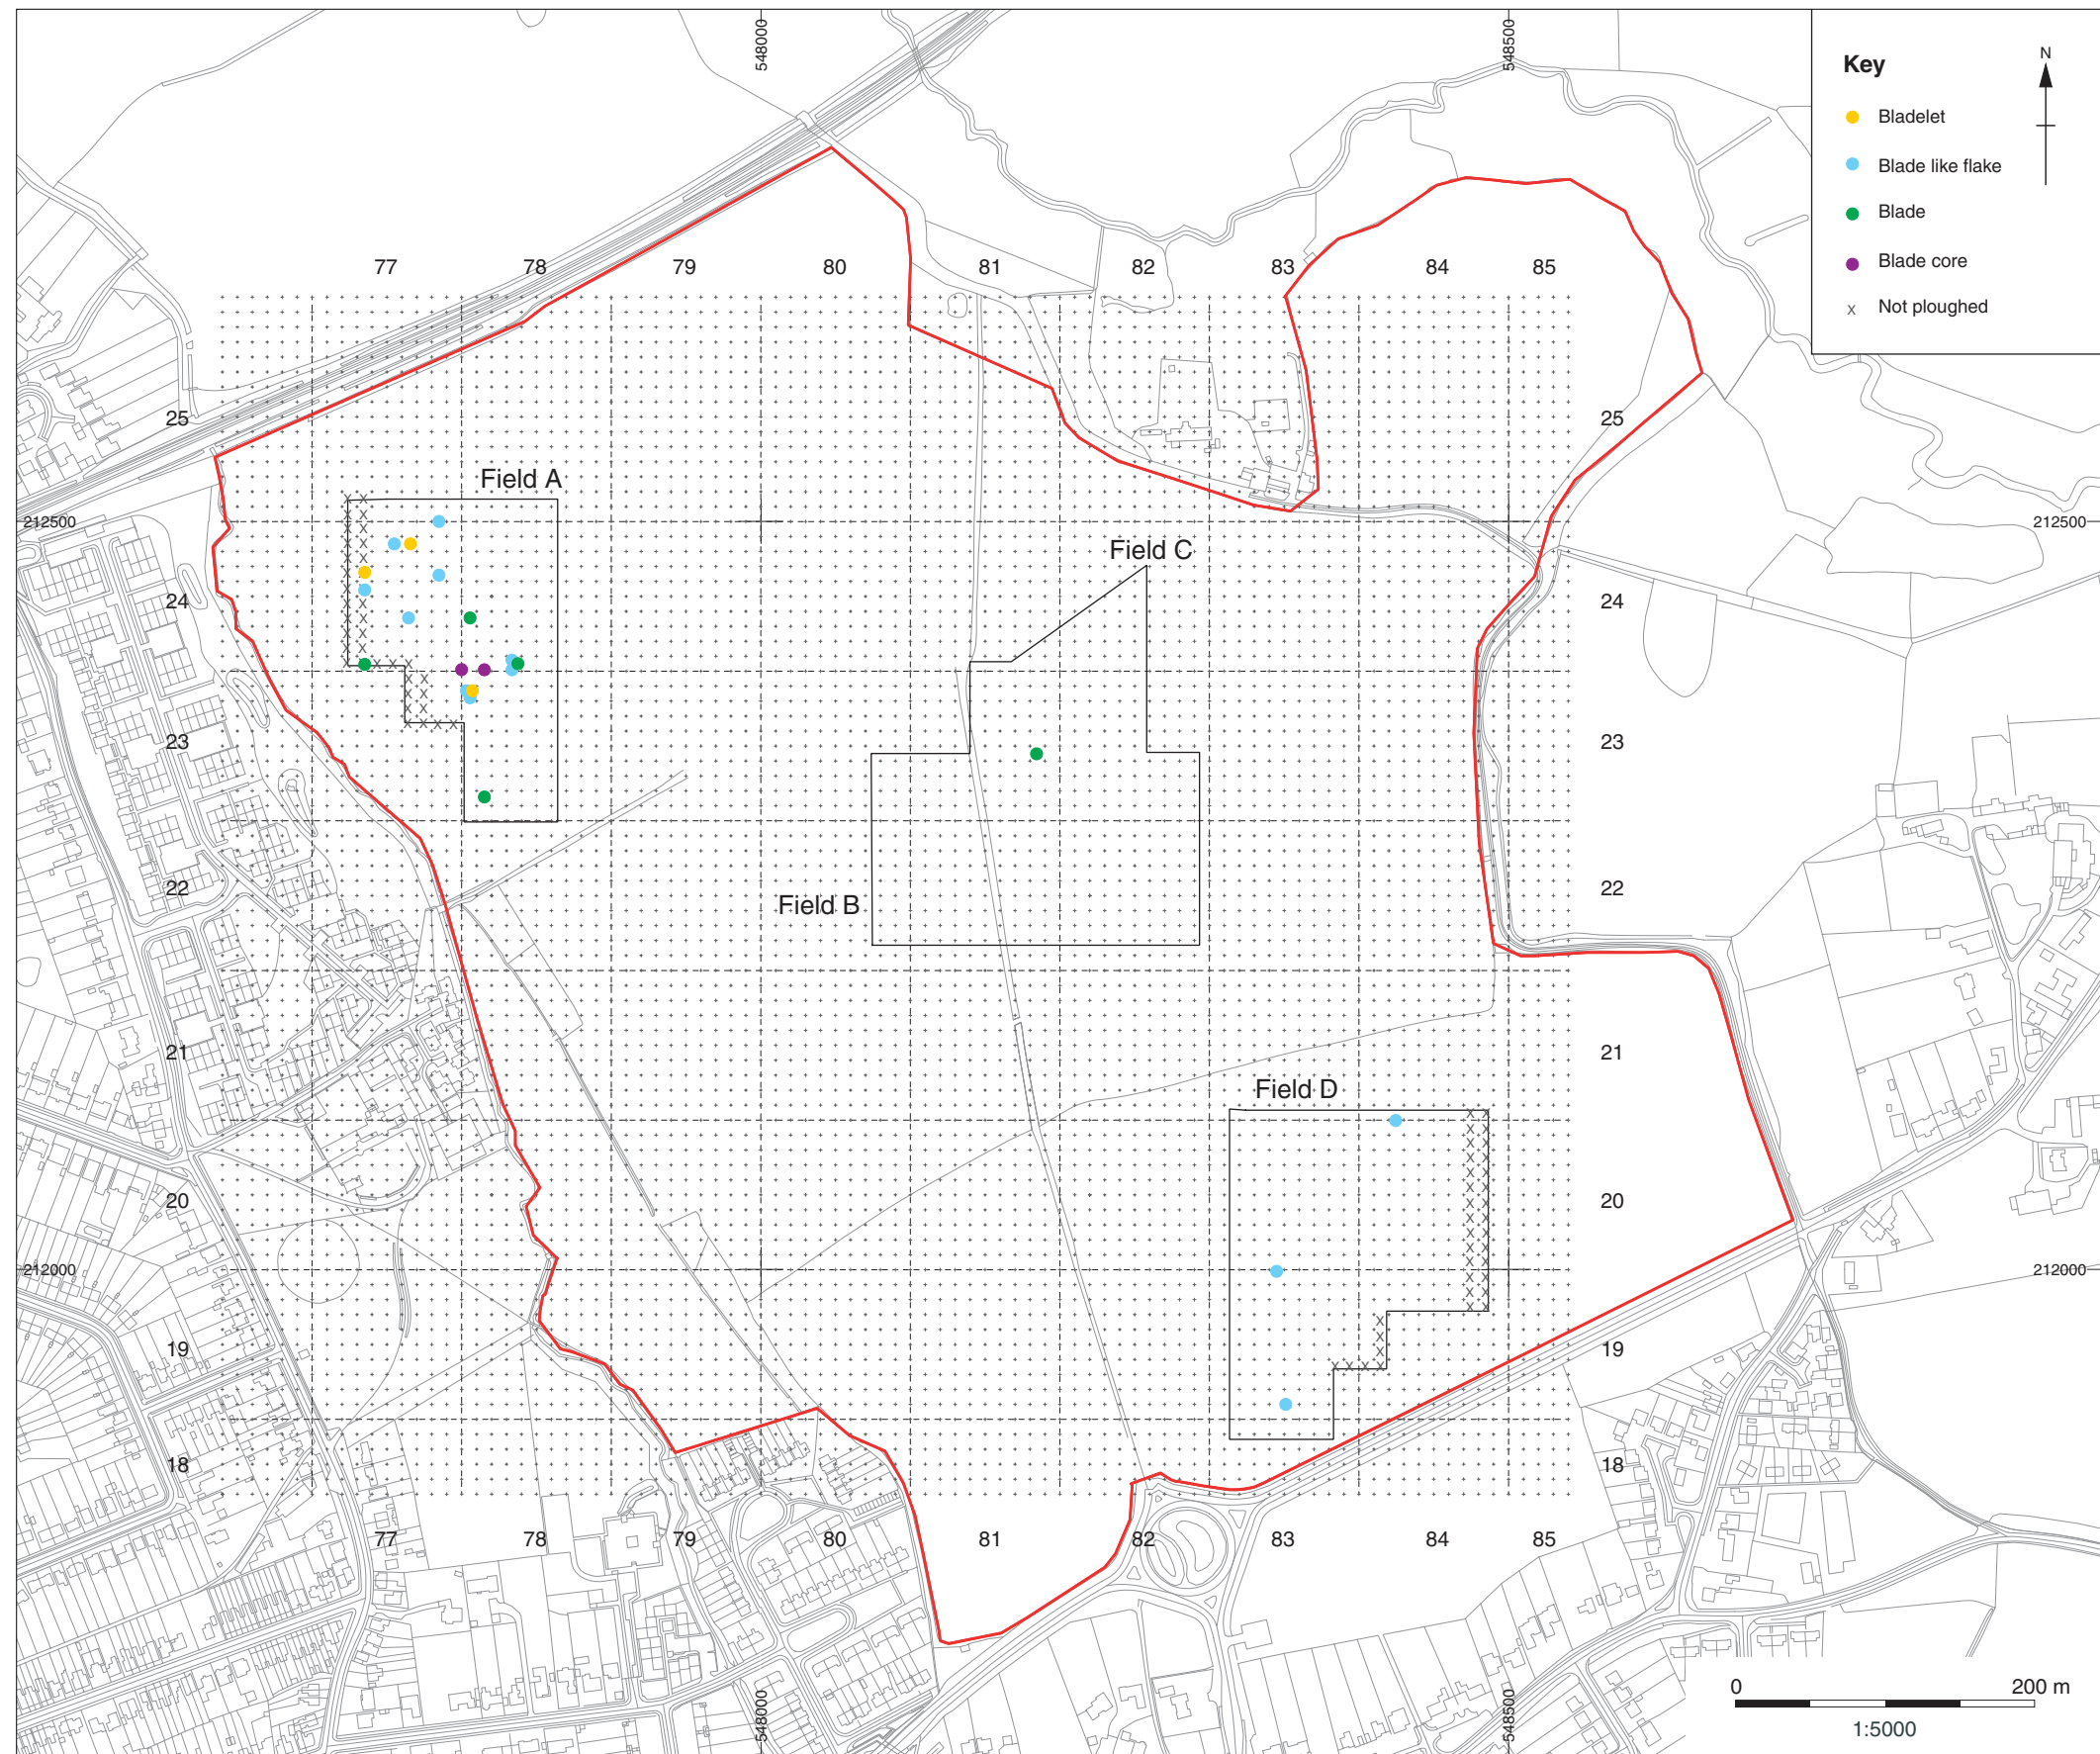 548000
548500
Key
N
Bladelet
Blade like flake
Blade
Blade core
x Not ploughed
77 78 79 80 81 82 83 84 85
25 25
Field A
212500 212500
Field C
24 24
23 23
22 22
Field B
21 21
Field D
20 20
212000 212000
19 19
18 18
77 78 79 80 81 82 83 84 85
548000
548500
0 200 m
1:5000